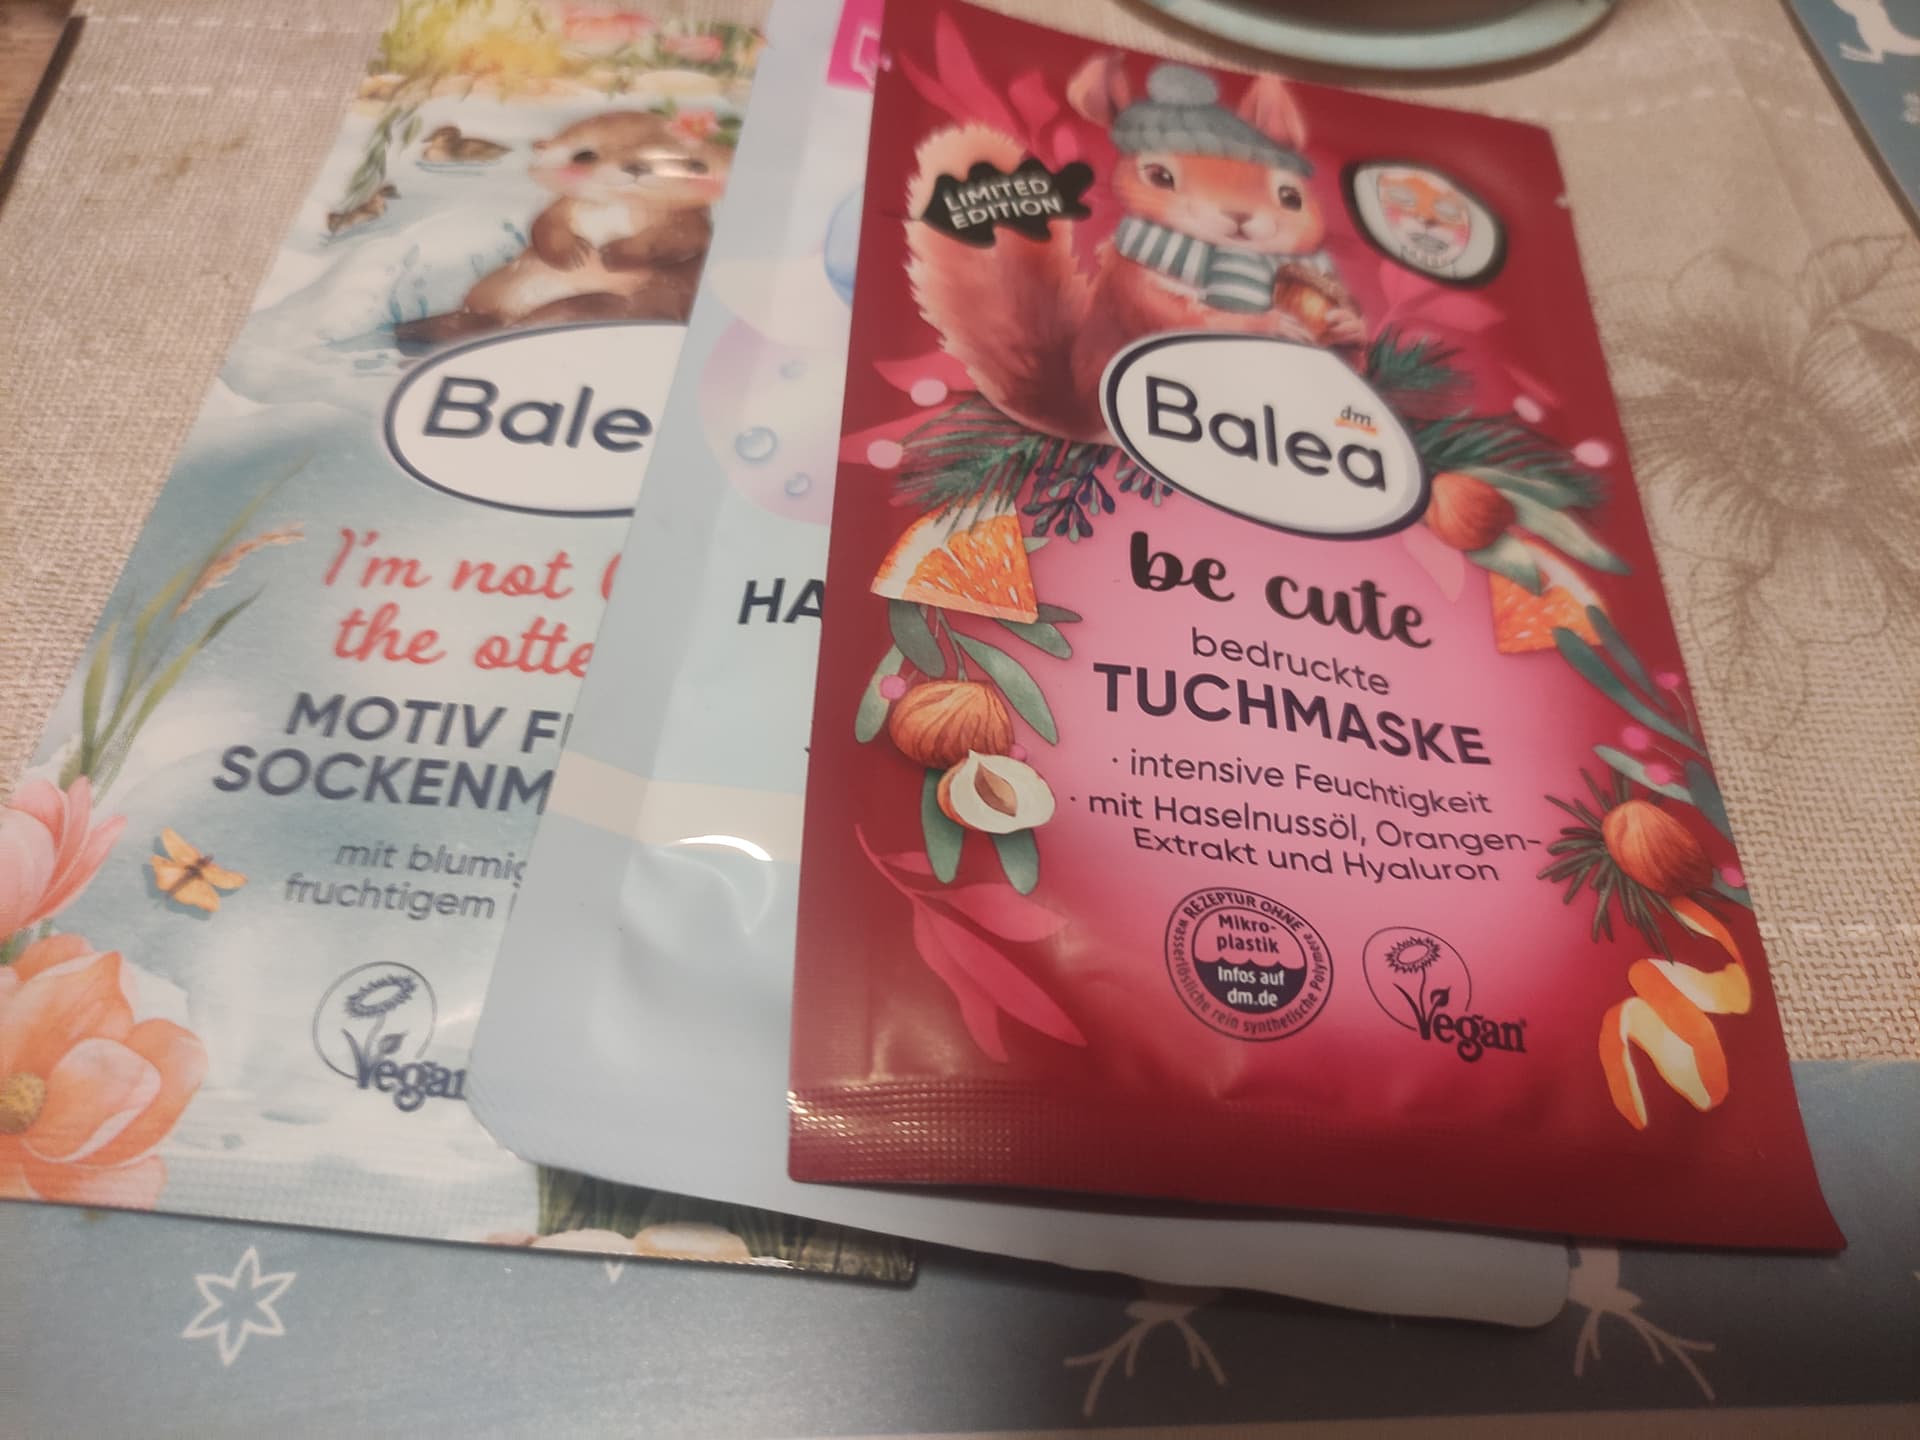 Bale
I'm not
the otte
MOTIV F
SOCKENM
mit blumig
fruchtigem
Vegan
HA
LIMITED
EDITION
Balea
dm
be cute
bedruckte
TUCHMASKE
· intensive Feuchtigkeit
· mit Haselnussöl, Orangen-
Extrakt und Hyaluron
REZEPTUR OHNE
Mikro-
plastik
Infos auf
dm.de
wasserlösliche rein synthetische Polymere
Vegan